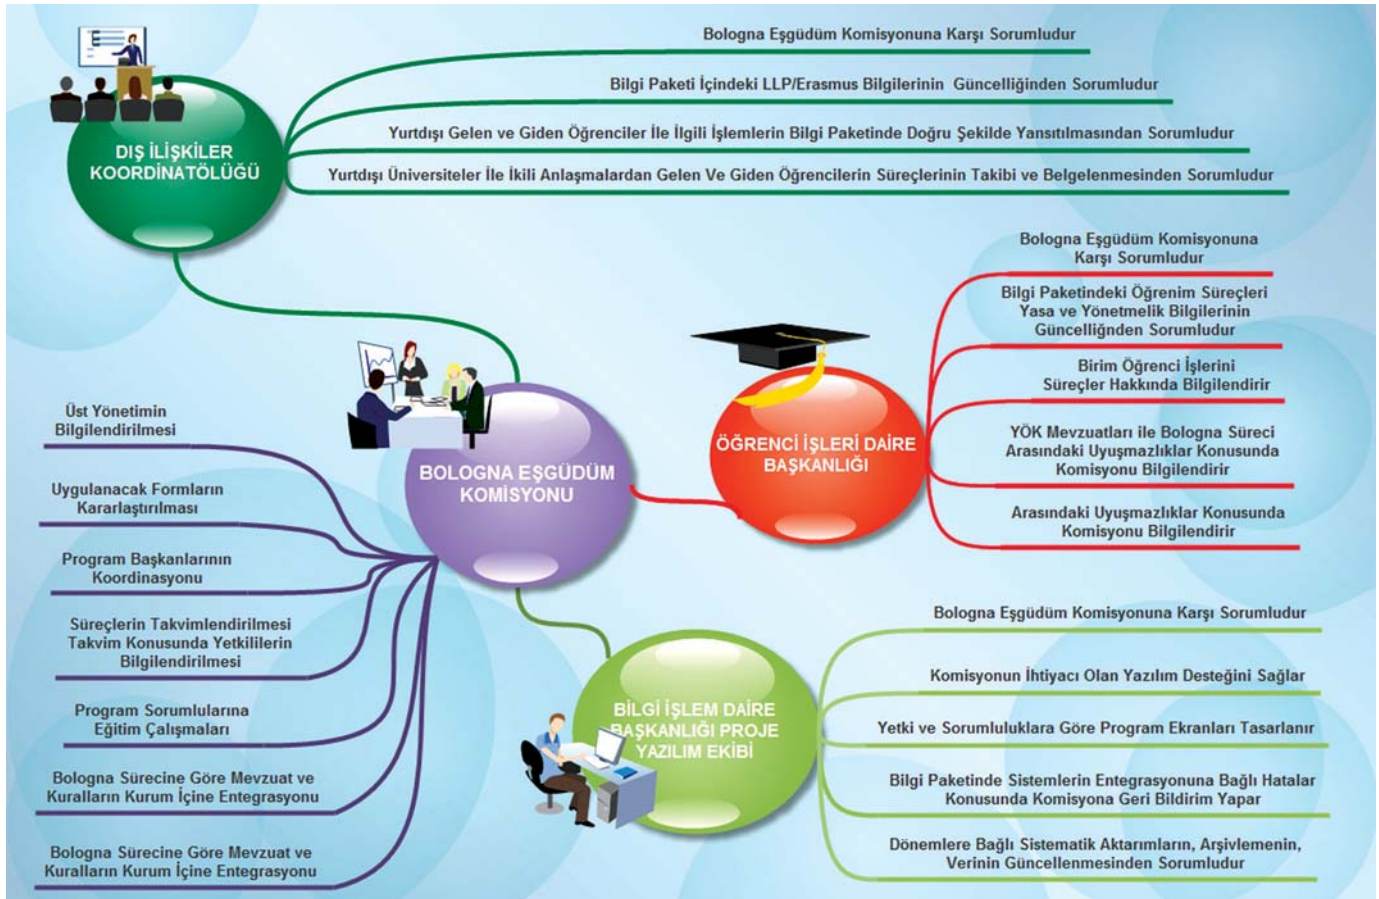 Bologna Eşgüdüm Komisyonuna Karşı Sorumludur
Bilgi Paketi İçindeki LLP/Erasmus Bilgilerinin Güncelliğinden Sorumludur
Yurtdışı Gelen ve Giden Öğrenciler İle İlgili İşlemlerin Bilgi Paketinde Doğru Şekilde Yansıtılmasından Sorumludur
Yurtdışı Üniversiteler İle İkili Anlaşmalardan Gelen Ve Giden Öğrencilerin Süreçlerinin Takibi ve Belgelenmesinden Sorumludur
DIŞ İLİŞKİLER
KOORDİNATÖLÜĞÜ
Bologna Eşgüdüm Komisyonuna
Karşı Sorumludur
Bilgi Paketindeki Öğrenim Süreçleri
Yasa ve Yönetmelik Bilgilerinin
Güncelliğnden Sorumludur
Birim Öğrenci İşlerini
Süreçler Hakkında Bilgilendirir
YÖK Mevzuatları ile Bologna Süreci
Arasındaki Uyuşmazlıklar Konusunda
Komisyonu Bilgilendirir
Arasındaki Uyuşmazlıklar Konusunda
Komisyonu Bilgilendirir
ÖĞRENCİ İŞLERİ DAİRE
BAŞKANLIĞI
BOLOGNA EŞGÜDÜM
KOMİSYONU
Üst Yönetimin
Bilgilendirilmesi
Uygulanacak Formların
Kararlaştırılması
Program Başkanlarının
Koordinasyonu
Süreçlerin Takvimlendirilmesi
Takvim Konusunda Yetkililerin
Bilgilendirilmesi
Program Sorumlularına
Eğitim Çalışmaları
Bologna Sürecine Göre Mevzuat ve
Kuralların Kurum İçine Entegrasyonu
Bologna Sürecine Göre Mevzuat ve
Kuralların Kurum İçine Entegrasyonu
BİLGİ İŞLEM DAİRE
BAŞKANLIĞI PROJE
YAZILIM EKİBİ
Bologna Eşgüdüm Komisyonuna Karşı Sorumludur
Komisyonun İhtiyacı Olan Yazılım Desteğini Sağlar
Yetki ve Sorumluluklara Göre Program Ekranları Tasarlanır
Bilgi Paketinde Sistemlerin Entegrasyonuna Bağlı Hatalar
Konusunda Komisyona Geri Bildirim Yapar
Dönemlere Bağlı Sistematik Aktarımların, Arşivlemenin,
Verinin Güncellenmesinden Sorumludur